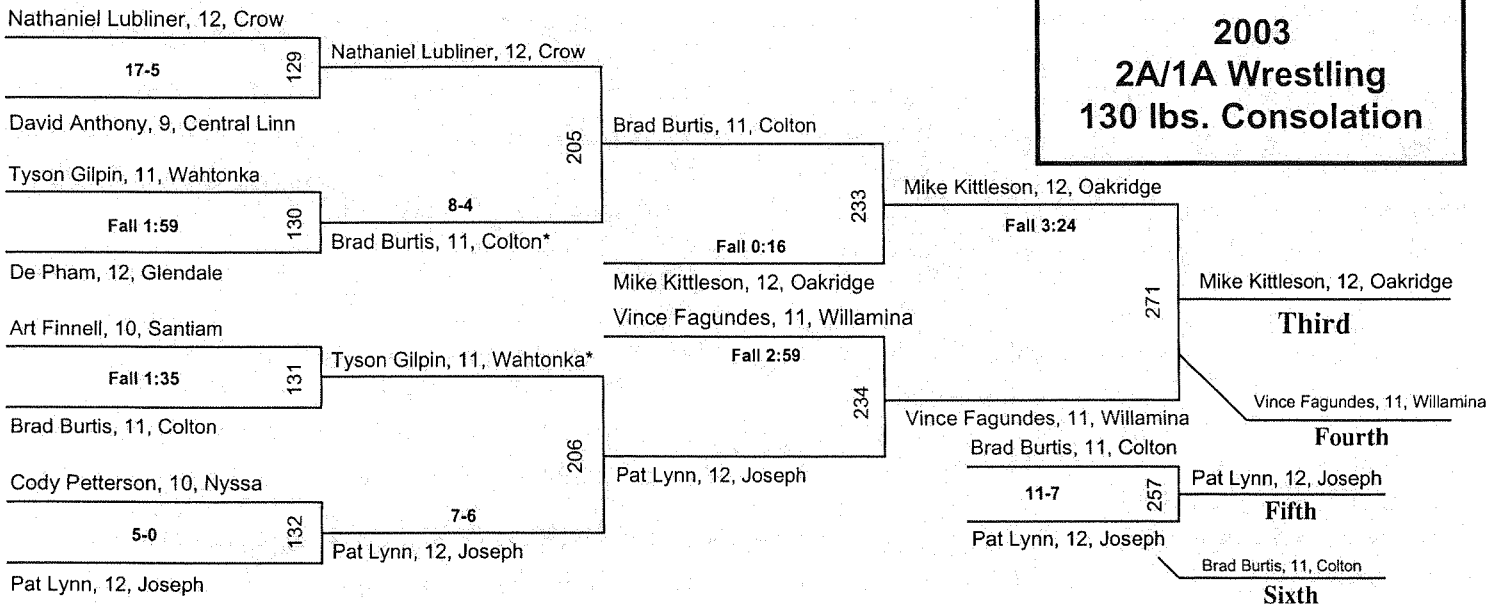 2003
2A/1A Wrestling
130 lbs. Consolation
Nathaniel Lubliner, 12, Crow
17-5
129
David Anthony, 9, Central Linn
Tyson Gilpin, 11, Wahtonka
Fall 1:59
130
De Pham, 12, Glendale
Art Finnell, 10, Santiam
Fall 1:35
131
Brad Burtis, 11, Colton
Cody Petterson, 10, Nyssa
5-0
132
Pat Lynn, 12, Joseph
Nathaniel Lubliner, 12, Crow
8-4
205
Brad Burtis, 11, Colton*
Tyson Gilpin, 11, Wahtonka*
7-6
206
Pat Lynn, 12, Joseph
Brad Burtis, 11, Colton
Fall 0:16
233
Mike Kittleson, 12, Oakridge
Vince Fagundes, 11, Willamina
Fall 2:59
234
Pat Lynn, 12, Joseph
Mike Kittleson, 12, Oakridge
Fall 3:24
271
Vince Fagundes, 11, Willamina
Mike Kittleson, 12, Oakridge
Third
Vince Fagundes, 11, Willamina
Fourth
Brad Burtis, 11, Colton
11-7
257
Pat Lynn, 12, Joseph
Pat Lynn, 12, Joseph
Fifth
Brad Burtis, 11, Colton
Sixth